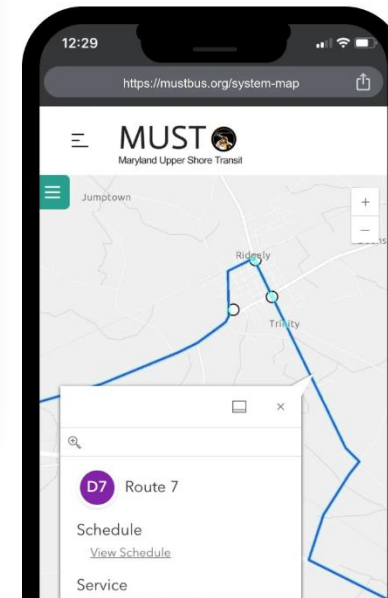 12:29
https://mustbus.org/system-map
MUST
Maryland Upper Shore Transit
Jumptown
+
−
Ridgely
Trinity
D7 Route 7
Schedule
View Schedule
Service